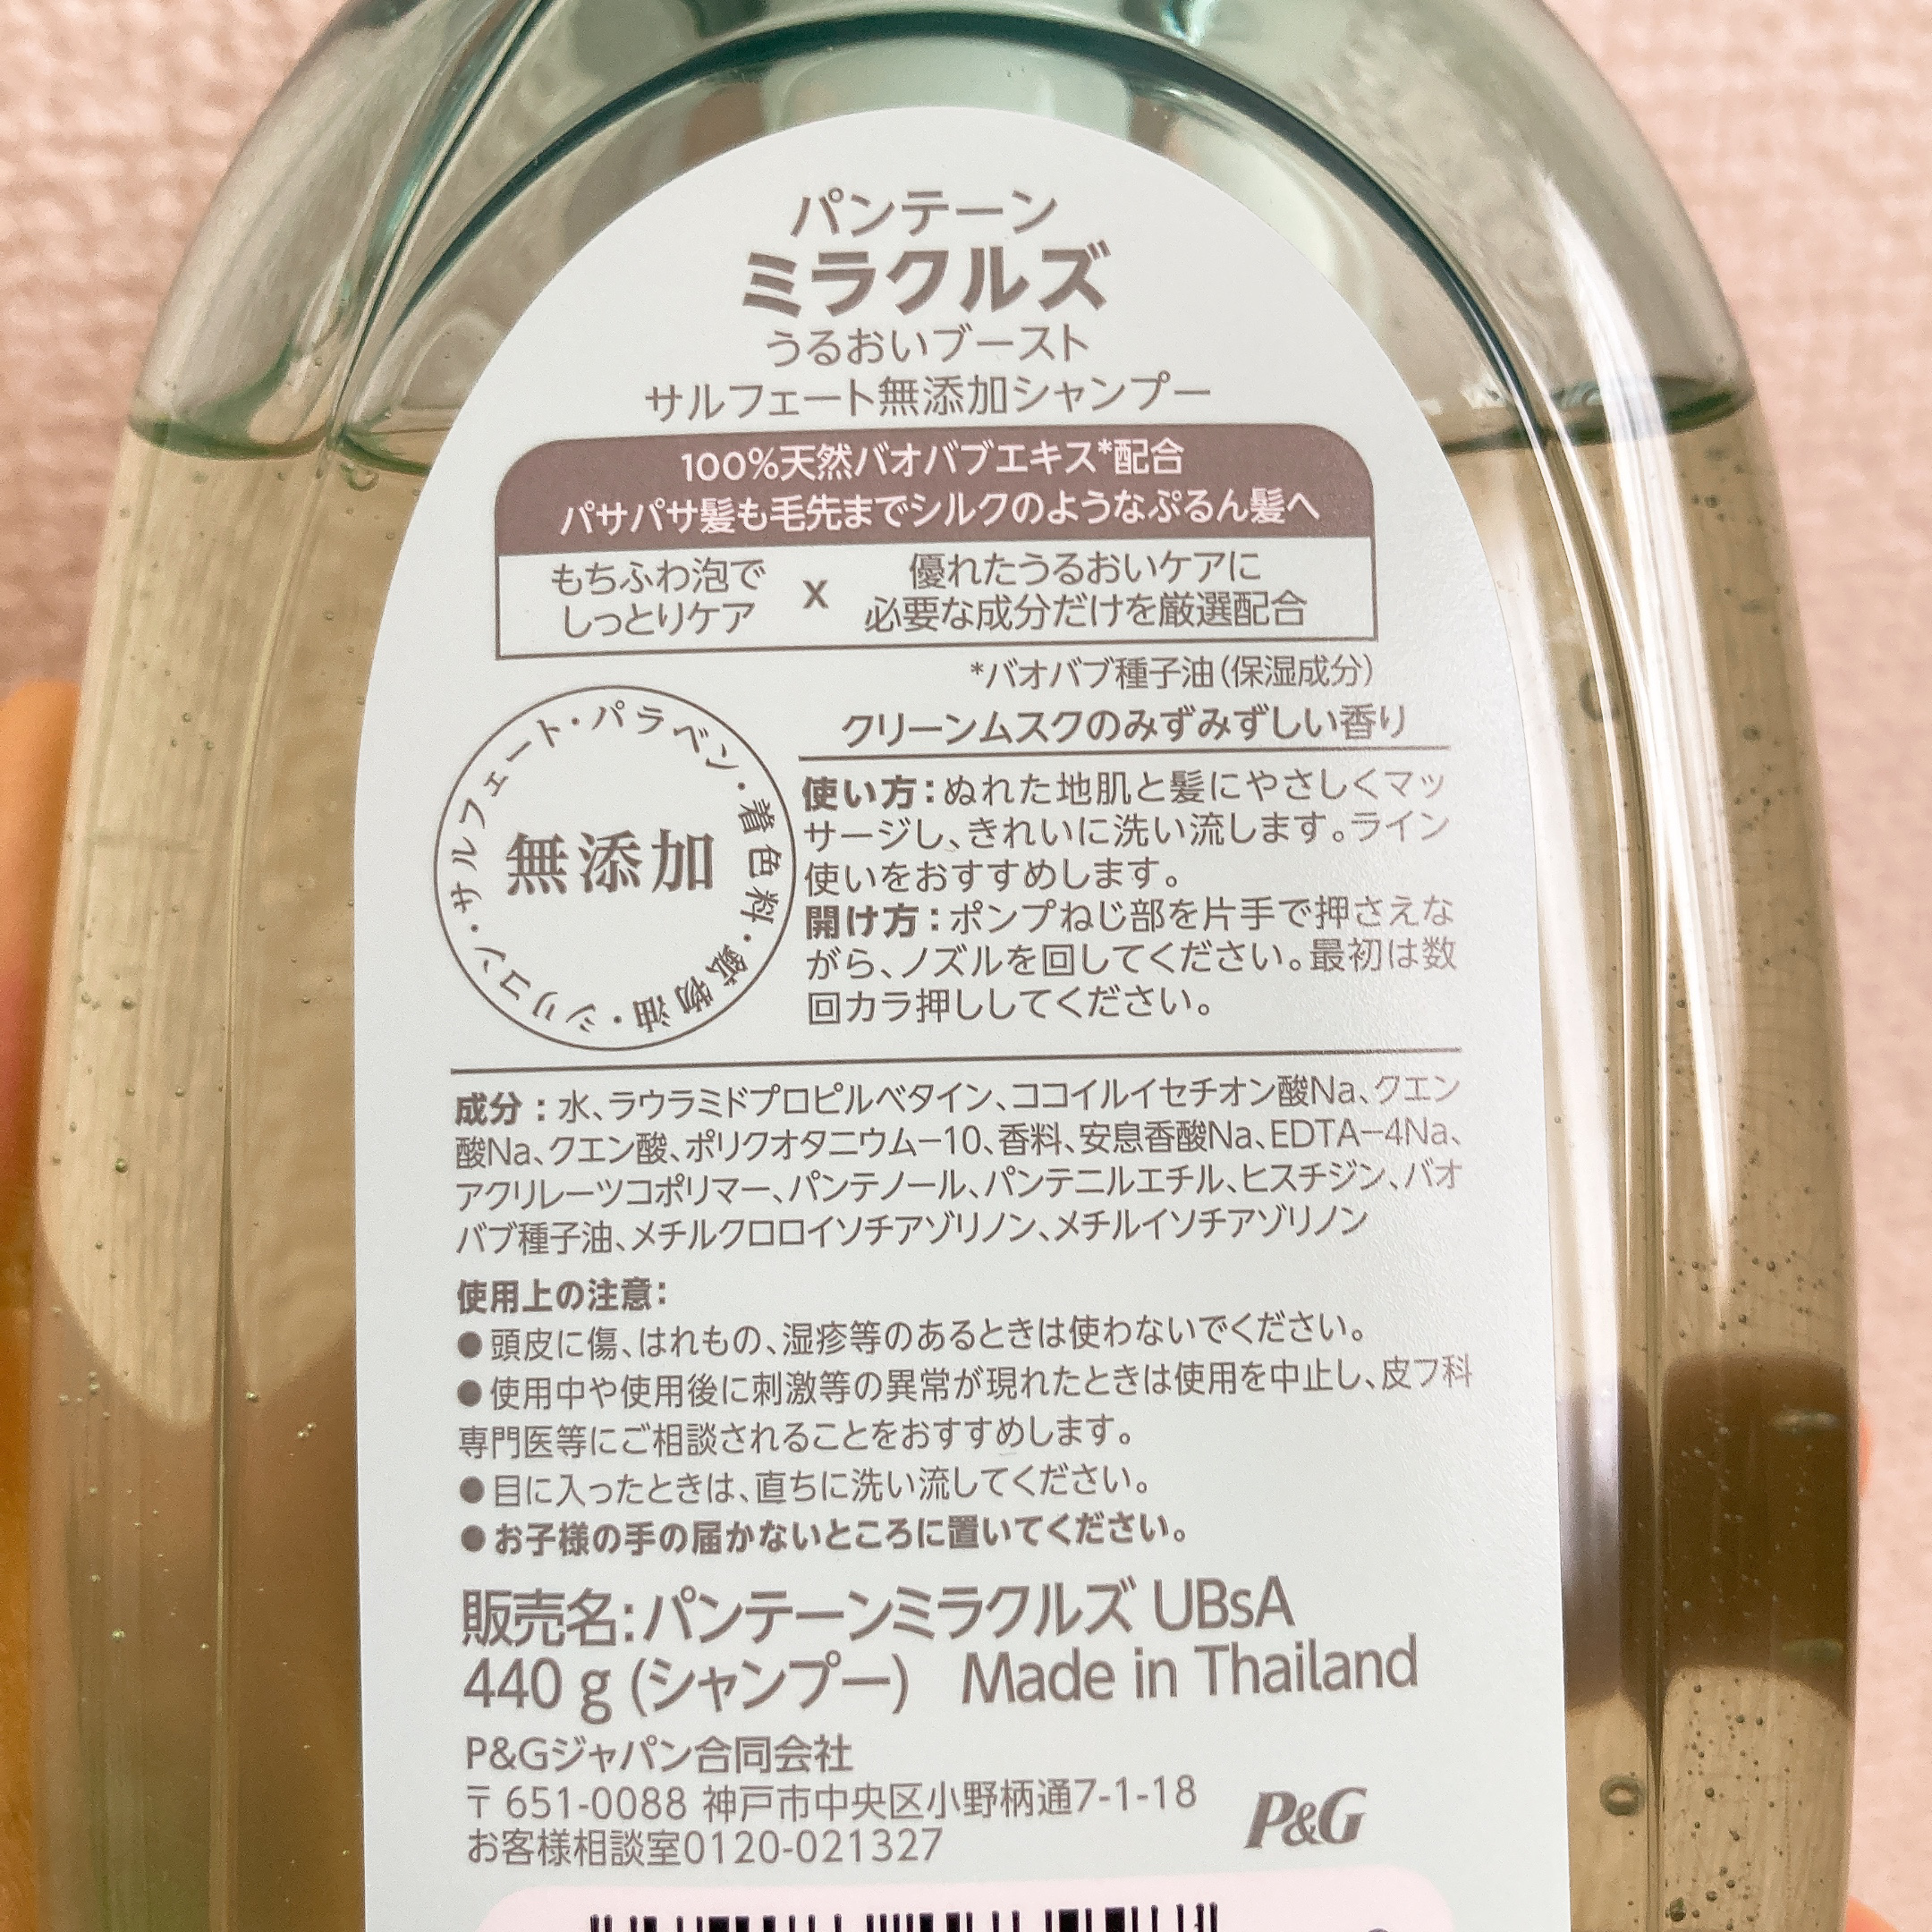 パンテーン
ミラクルズ
うるおいブースト
サルフェート無添加シャンプー
100%天然バオバブエキス*配合
パサパサ髪も毛先までシルクのようなぷるん髪へ
もちふわ泡で
しっとりケア
x
優れたうるおいケアに
必要な成分だけを厳選配合
*バオバブ種子油(保湿成分)
クリーンムスクのみずみずしい香り
サルフェート・パラベン・着色料・鉱物油・シリコン・
無添加
使い方：ぬれた地肌と髪にやさしくマッ
サージし、きれいに洗い流します。ライン
使いをおすすめします。
開け方：ポンプねじ部を片手で押さえな
がら、ノズルを回してください。最初は数
回カラ押ししてください。
成分：水、ラウラミドプロピルベタイン、ココイルイセチオン酸Na、クエン
酸Na、クエン酸、ポリクオタニウム−10、香料、安息香酸Na、EDTA−4Na、
アクリレーツコポリマー、パンテノール、パンテニルエチル、ヒスチジン、バオ
バブ種子油、メチルクロロイソチアゾリノン、メチルイソチアゾリノン
使用上の注意：
●頭皮に傷、はれもの、湿疹等のあるときは使わないでください。
●使用中や使用後に刺激等の異常が現れたときは使用を中止し、皮フ科
専門医等にご相談されることをおすすめします。
●目に入ったときは、直ちに洗い流してください。
●お子様の手の届かないところに置いてください。
販売名：パンテーンミラクルズ UBsA
440 g (シャンプー) Made in Thailand
P&Gジャパン合同会社
〒651-0088 神戸市中央区小野柄通7-1-18
お客様相談室0120-021327
P&G